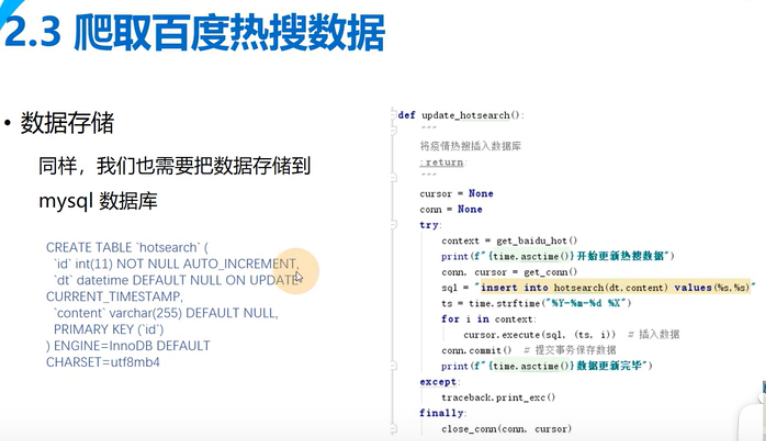 2.3 爬取百度热搜数据
• 数据存储
同样，我们也需要把数据存储到
mysql 数据库
CREATE TABLE `hotsearch` (
`id` int(11) NOT NULL AUTO_INCREMENT,
`dt` datetime DEFAULT NULL ON UPDATE
CURRENT_TIMESTAMP,
`content` varchar(255) DEFAULT NULL,
PRIMARY KEY (`id`)
) ENGINE=InnoDB DEFAULT
CHARSET=utf8mb4
def update_hotsearch():
"""
将疫情热搜插入数据库
:return:
"""
cursor = None
conn = None
try:
context = get_baidu_hot()
print(f"{time.asctime()}开始更新热搜数据")
conn, cursor = get_conn()
sql = "insert into hotsearch(dt,content) values(%s,%s)"
ts = time.strftime("%Y-%m-%d %X")
for i in context:
cursor.execute(sql, (ts, i))  # 插入数据
conn.commit()  # 提交事务保存数据
print(f"{time.asctime()}数据更新完毕")
except:
traceback.print_exc()
finally:
close_conn(conn, cursor)